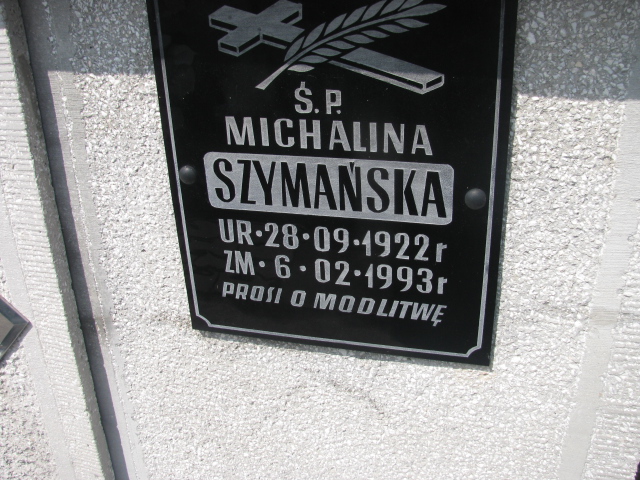 Ś.P.
MICHALINA
SZYMAŃSKA
UR·28·09·1922r
ZM·6·02·1993r
PROSI O MODLITWĘ